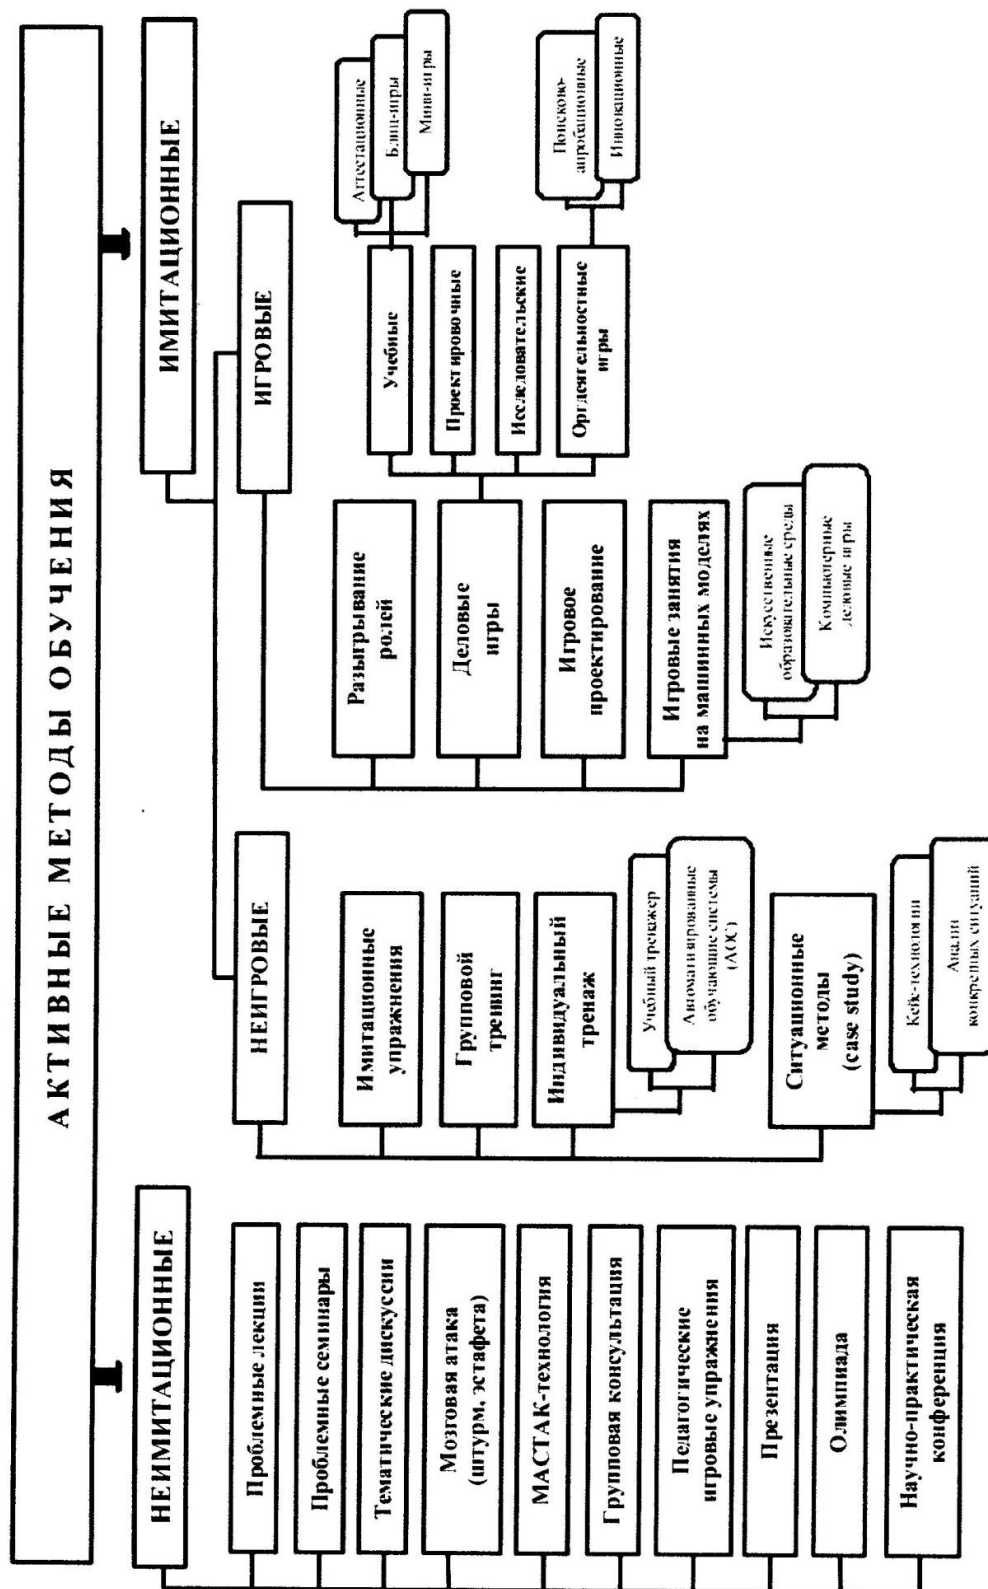 АКТИВНЫЕ МЕТОДЫ ОБУЧЕНИЯ
НЕИМИТАЦИОННЫЕ
Проблемные лекции
Проблемные семинары
Тематические дискуссии
Мозговая атака
(штурм, эстафета)
МАСТАК-технология
Групповая консультация
Педагогические
игровые упражнения
Презентация
Олимпиада
Научно-практическая
конференция
ИМИТАЦИОННЫЕ
НЕИГРОВЫЕ
Имитационные
упражнения
Групповой
тренинг
Индивидуальный
тренаж
Учебный тренажер
Автоматизированные
обучающие системы
(АОС)
Ситуационные
методы
(case study)
Кейс-технологии
Анализ
конкретных ситуаций
ИГРОВЫЕ
Разыгрывание
ролей
Деловые
игры
Игровое
проектирование
Игровые занятия
на машинных моделях
Искусственные
образовательные среды
Компьютерные
деловые игры
Учебные
Проектировочные
Исследовательские
Оргдеятельностные
игры
Аттестационные
Блиц-игры
Мини-игры
Поисково-
апробационные
Инновационные